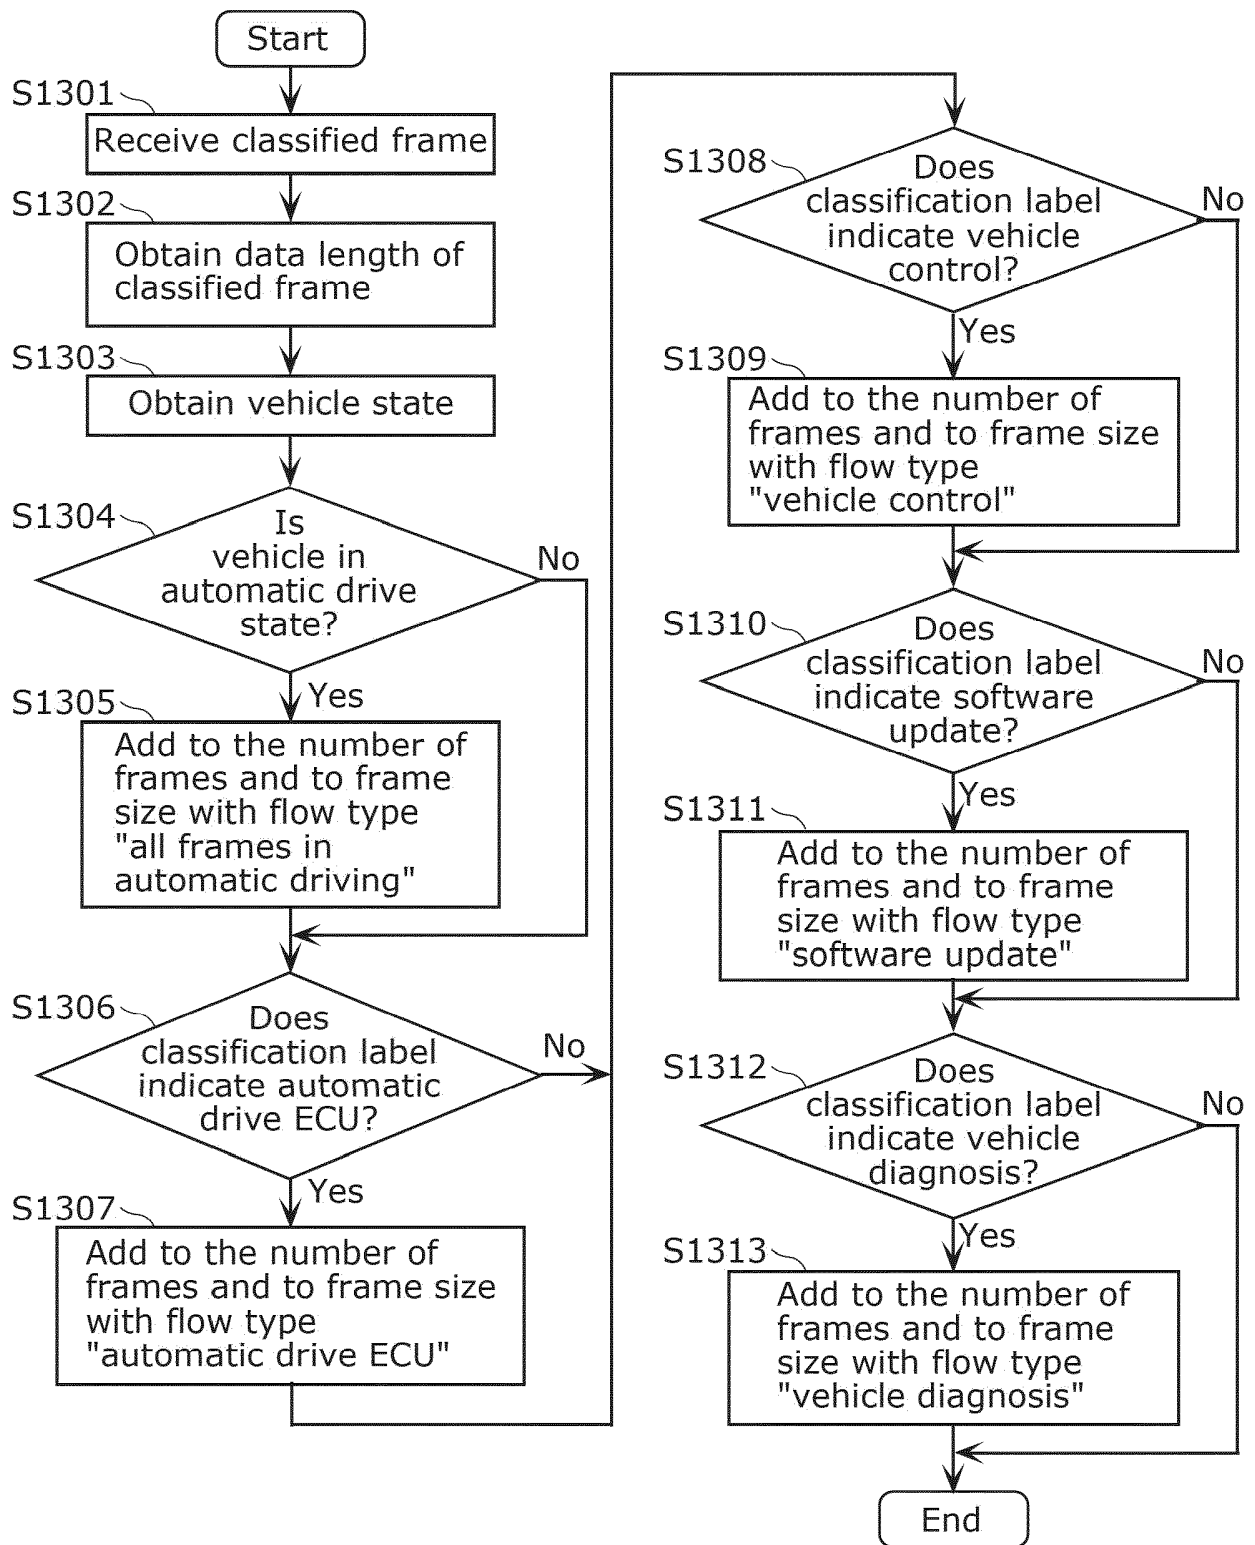 Start
S1301
Receive classified frame
S1302
Obtain data length of
classified frame
S1303
Obtain vehicle state
S1304
Is
vehicle in
automatic drive
state?
No
Yes
S1305
Add to the number of
frames and to frame
size with flow type
"all frames in
automatic driving"
S1306
Does
classification label
indicate automatic
drive ECU?
No
Yes
S1307
Add to the number of
frames and to frame size
with flow type
"automatic drive ECU"
S1308
Does
classification label
indicate vehicle
control?
No
Yes
S1309
Add to the number of
frames and to frame size
with flow type
"vehicle control"
S1310
Does
classification label
indicate software
update?
No
Yes
S1311
Add to the number of
frames and to frame
size with flow type
"software update"
S1312
Does
classification label
indicate vehicle
diagnosis?
No
Yes
S1313
Add to the number of
frames and to frame
size with flow type
"vehicle diagnosis"
End